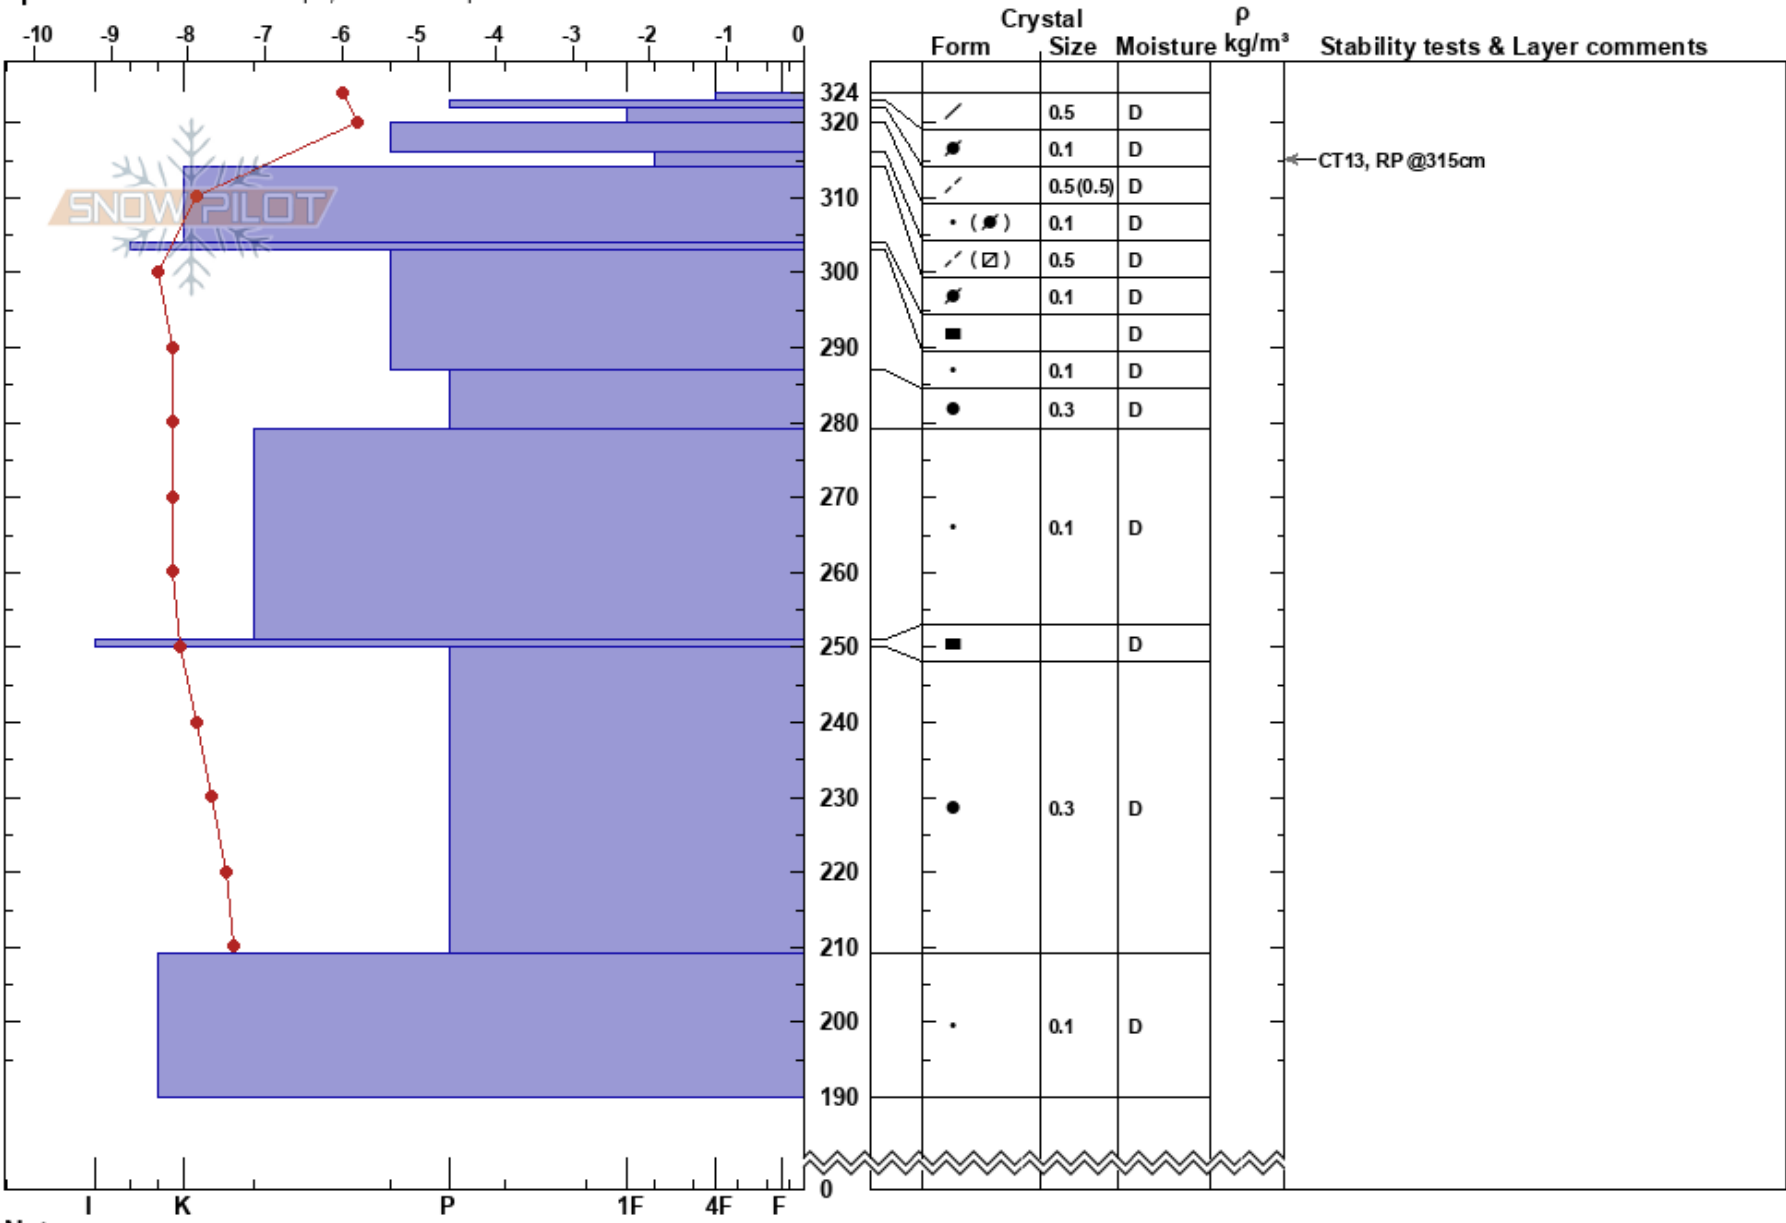 Crystal ρ
-10 -9 -8 -7 -6 -5 -4 -3 -2 -1 0
Form Size Moisture kg/m³ Stability tests & Layer comments
324
0.5 D
320
0.1 D
CT13, RP @315cm
0.5(0.5) D
SNOW PILOT
310
( ) 0.1 D
( ) 0.5 D
300
0.1 D
D
290
0.1 D
0.3 D
280
270
0.1 D
260
250
D
240
230
0.3 D
220
210
200
0.1 D
190
0
I K P 1F 4F F